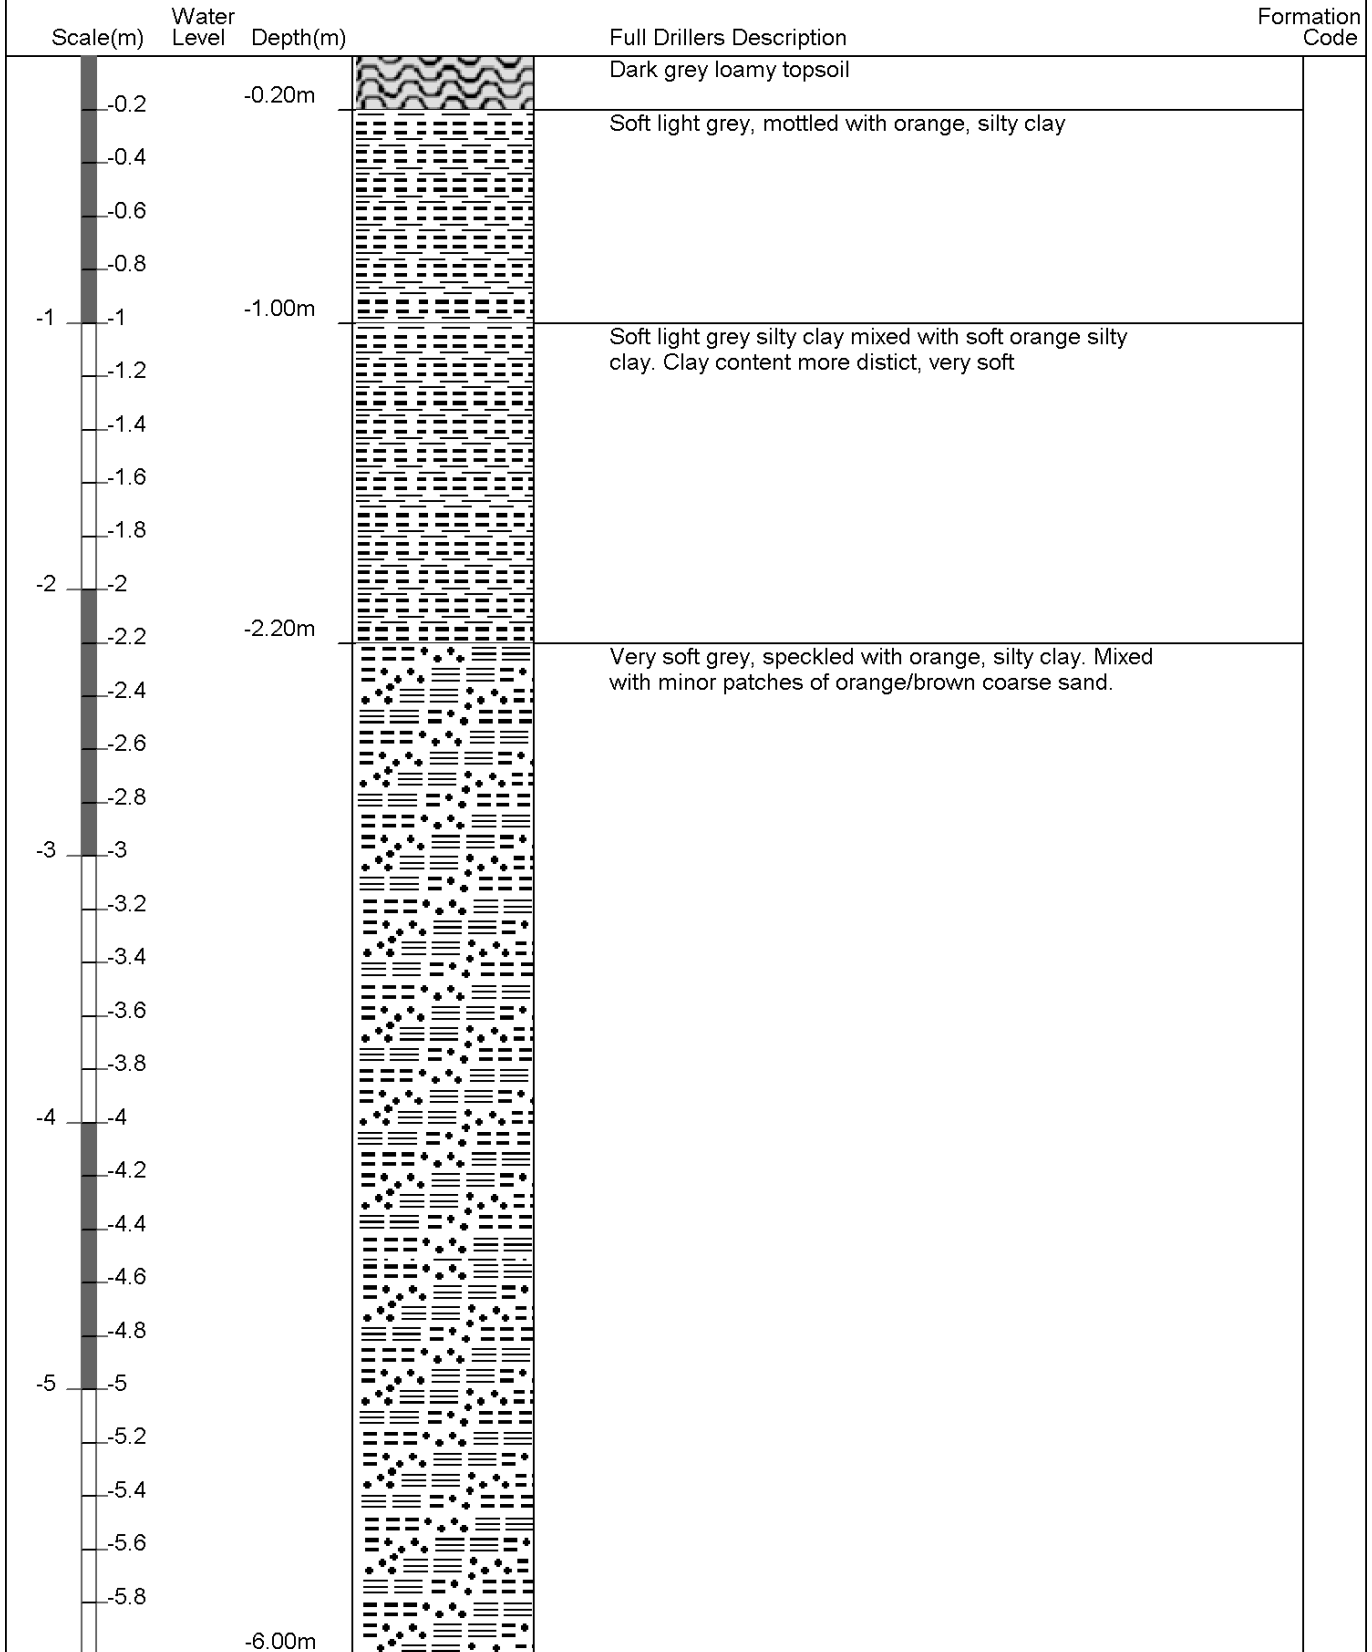 Water Formation
Scale(m) Level Depth(m) Full Drillers Description Code
Dark grey loamy topsoil
-0.20m
-0.2
Soft light grey, mottled with orange, silty clay
-0.4
-0.6
-0.8
-1.00m
-1 -1
Soft light grey silty clay mixed with soft orange silty
clay. Clay content more distict, very soft
-1.2
-1.4
-1.6
-1.8
-2 -2
-2.20m
-2.2
Very soft grey, speckled with orange, silty clay. Mixed
with minor patches of orange/brown coarse sand.
-2.4
-2.6
-2.8
-3 -3
-3.2
-3.4
-3.6
-3.8
-4 -4
-4.2
-4.4
-4.6
-4.8
-5 -5
-5.2
-5.4
-5.6
-5.8
-6.00m